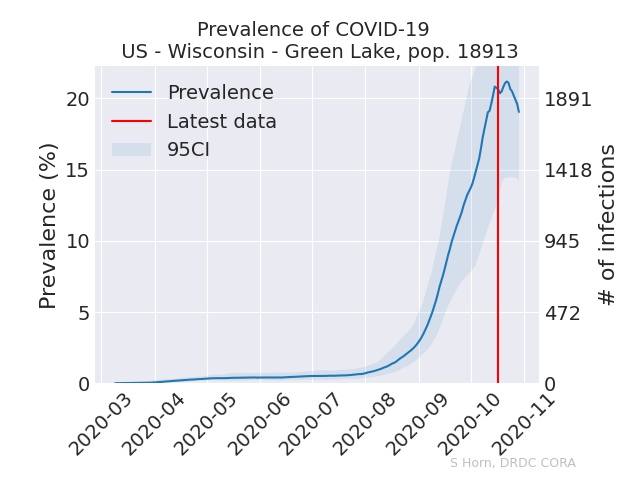 Prevalence of COVID-19
US - Wisconsin - Green Lake, pop. 18913
Prevalence
Latest data
95CI
Prevalence (%)
20
15
10
5
0
1891
1418
945
472
0
# of infections
2020-03
2020-04
2020-05
2020-06
2020-07
2020-08
2020-09
2020-10
2020-11
S Horn, DRDC CORA